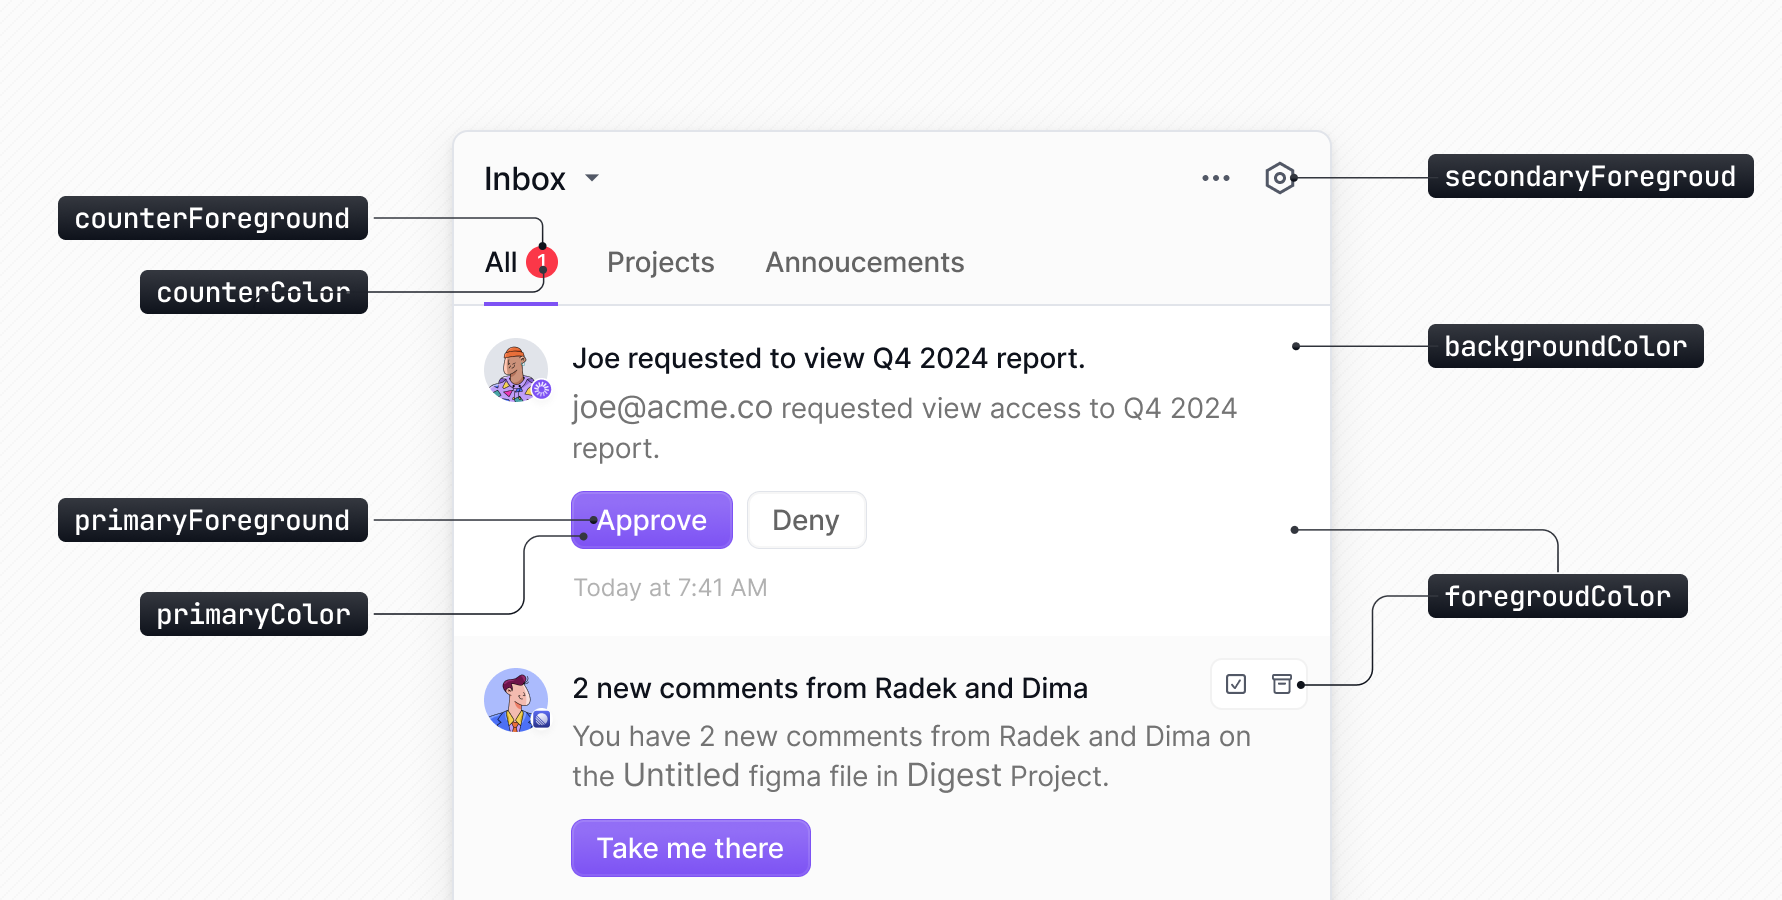 Inbox
secondaryForegroud
counterForeground
All 1 Projects Annoucements
counterColor
backgroundColor
Joe requested to view Q4 2024 report.
joe@acme.co requested view access to Q4 2024
report.
primaryForeground
Approve Deny
Today at 7:41 AM
foregroudColor
primaryColor
2 new comments from Radek and Dima
You have 2 new comments from Radek and Dima on
the Untitled figma file in Digest Project.
Take me there